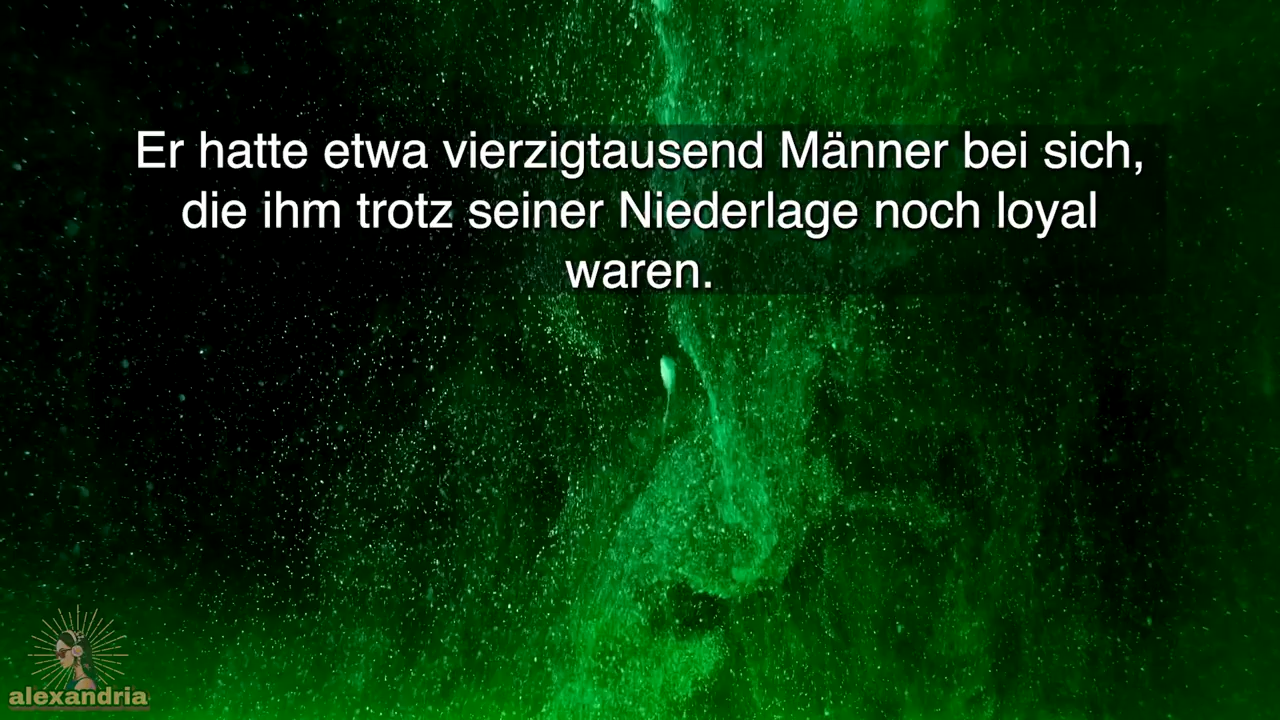 Er hatte etwa vierzigtausend Männer bei sich,
die ihm trotz seiner Niederlage noch loyal
waren.
alexandria